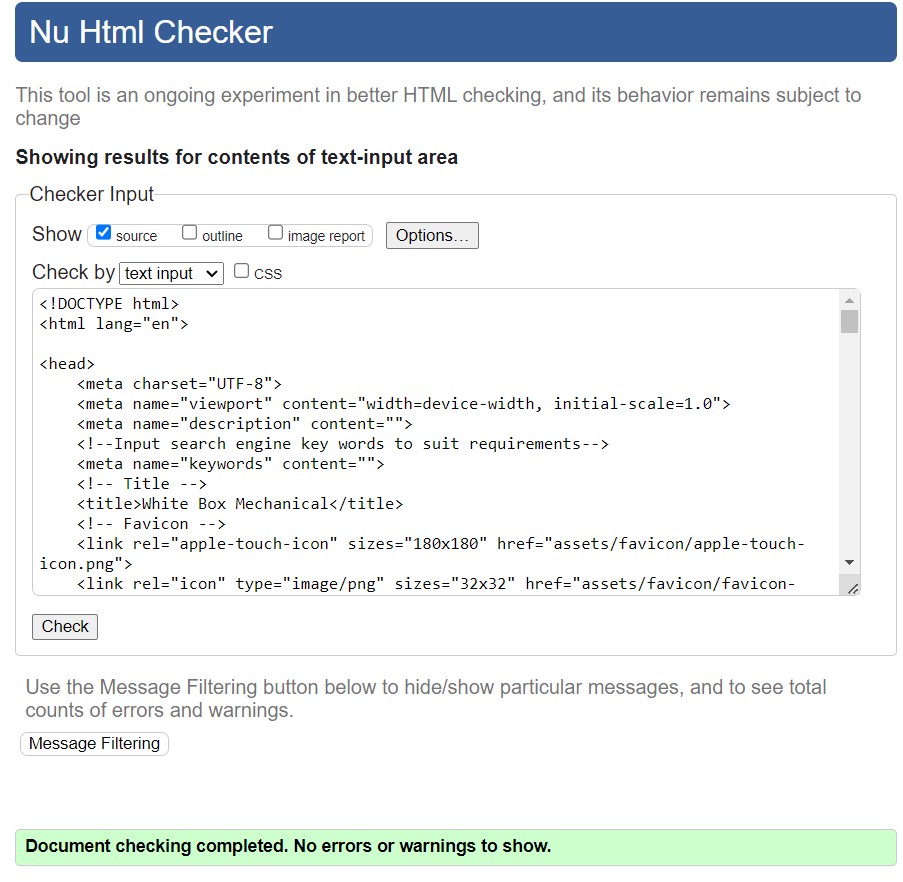 Nu Html Checker
This tool is an ongoing experiment in better HTML checking, and its behavior remains subject to
change
Showing results for contents of text-input area
Checker Input
Show source outline image report Options...
Check by text input CSS
<!DOCTYPE html>
<html lang="en">
<head>
<meta charset="UTF-8">
<meta name="viewport" content="width=device-width, initial-scale=1.0">
<meta name="description" content="">
<!--Input search engine key words to suit requirements-->
<meta name="keywords" content="">
<!-- Title -->
<title>White Box Mechanical</title>
<!-- Favicon -->
<link rel="apple-touch-icon" sizes="180x180" href="assets/favicon/apple-touch-
icon.png">
<link rel="icon" type="image/png" sizes="32x32" href="assets/favicon/favicon-
Check
Use the Message Filtering button below to hide/show particular messages, and to see total
counts of errors and warnings.
Message Filtering
Document checking completed. No errors or warnings to show.